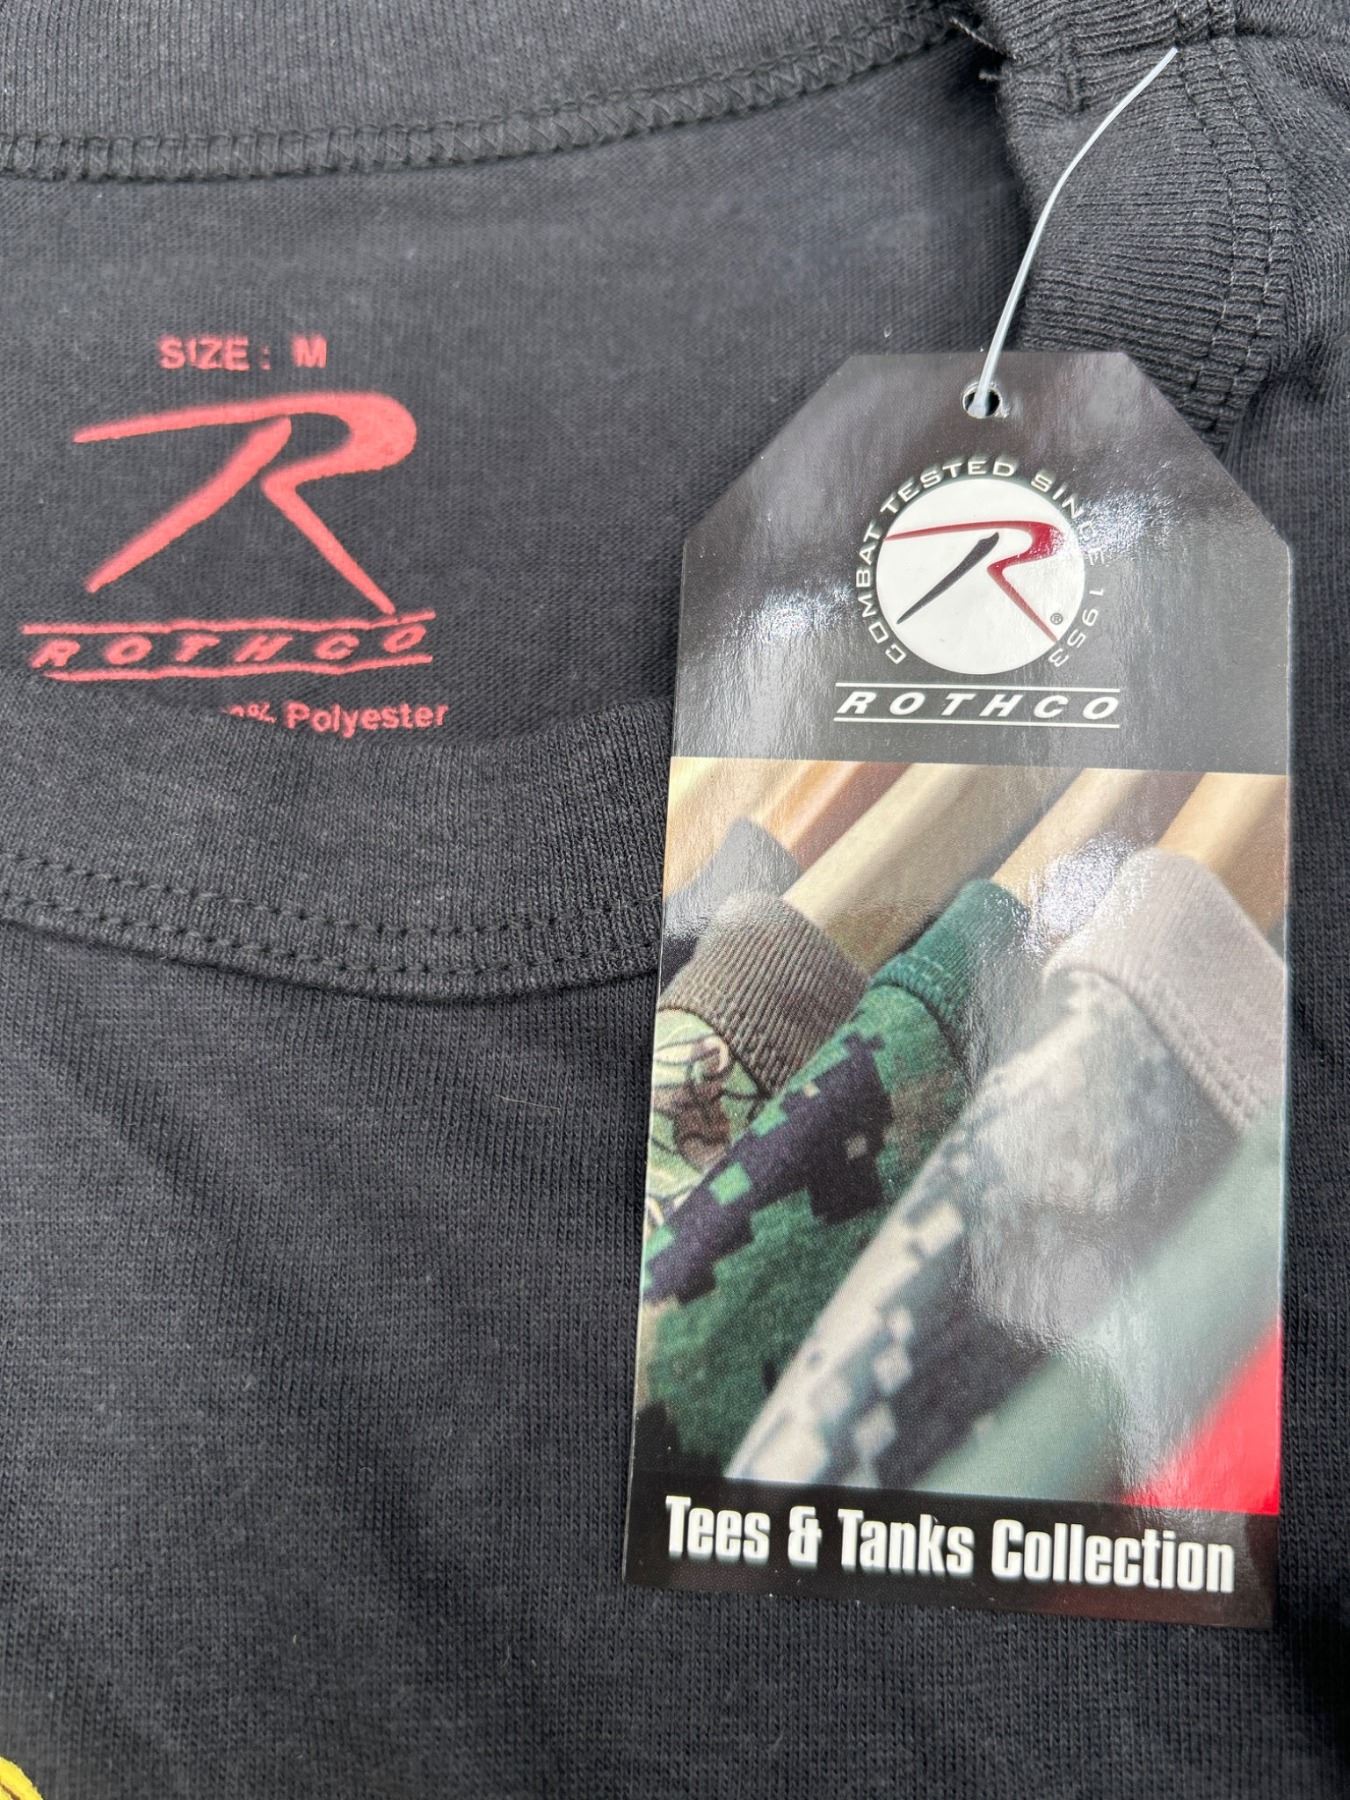 SIZE: M
ROTHCO
Polyester
COMBAT TESTED SINCE 1953
R®
ROTHCO
Tees & Tanks Collection